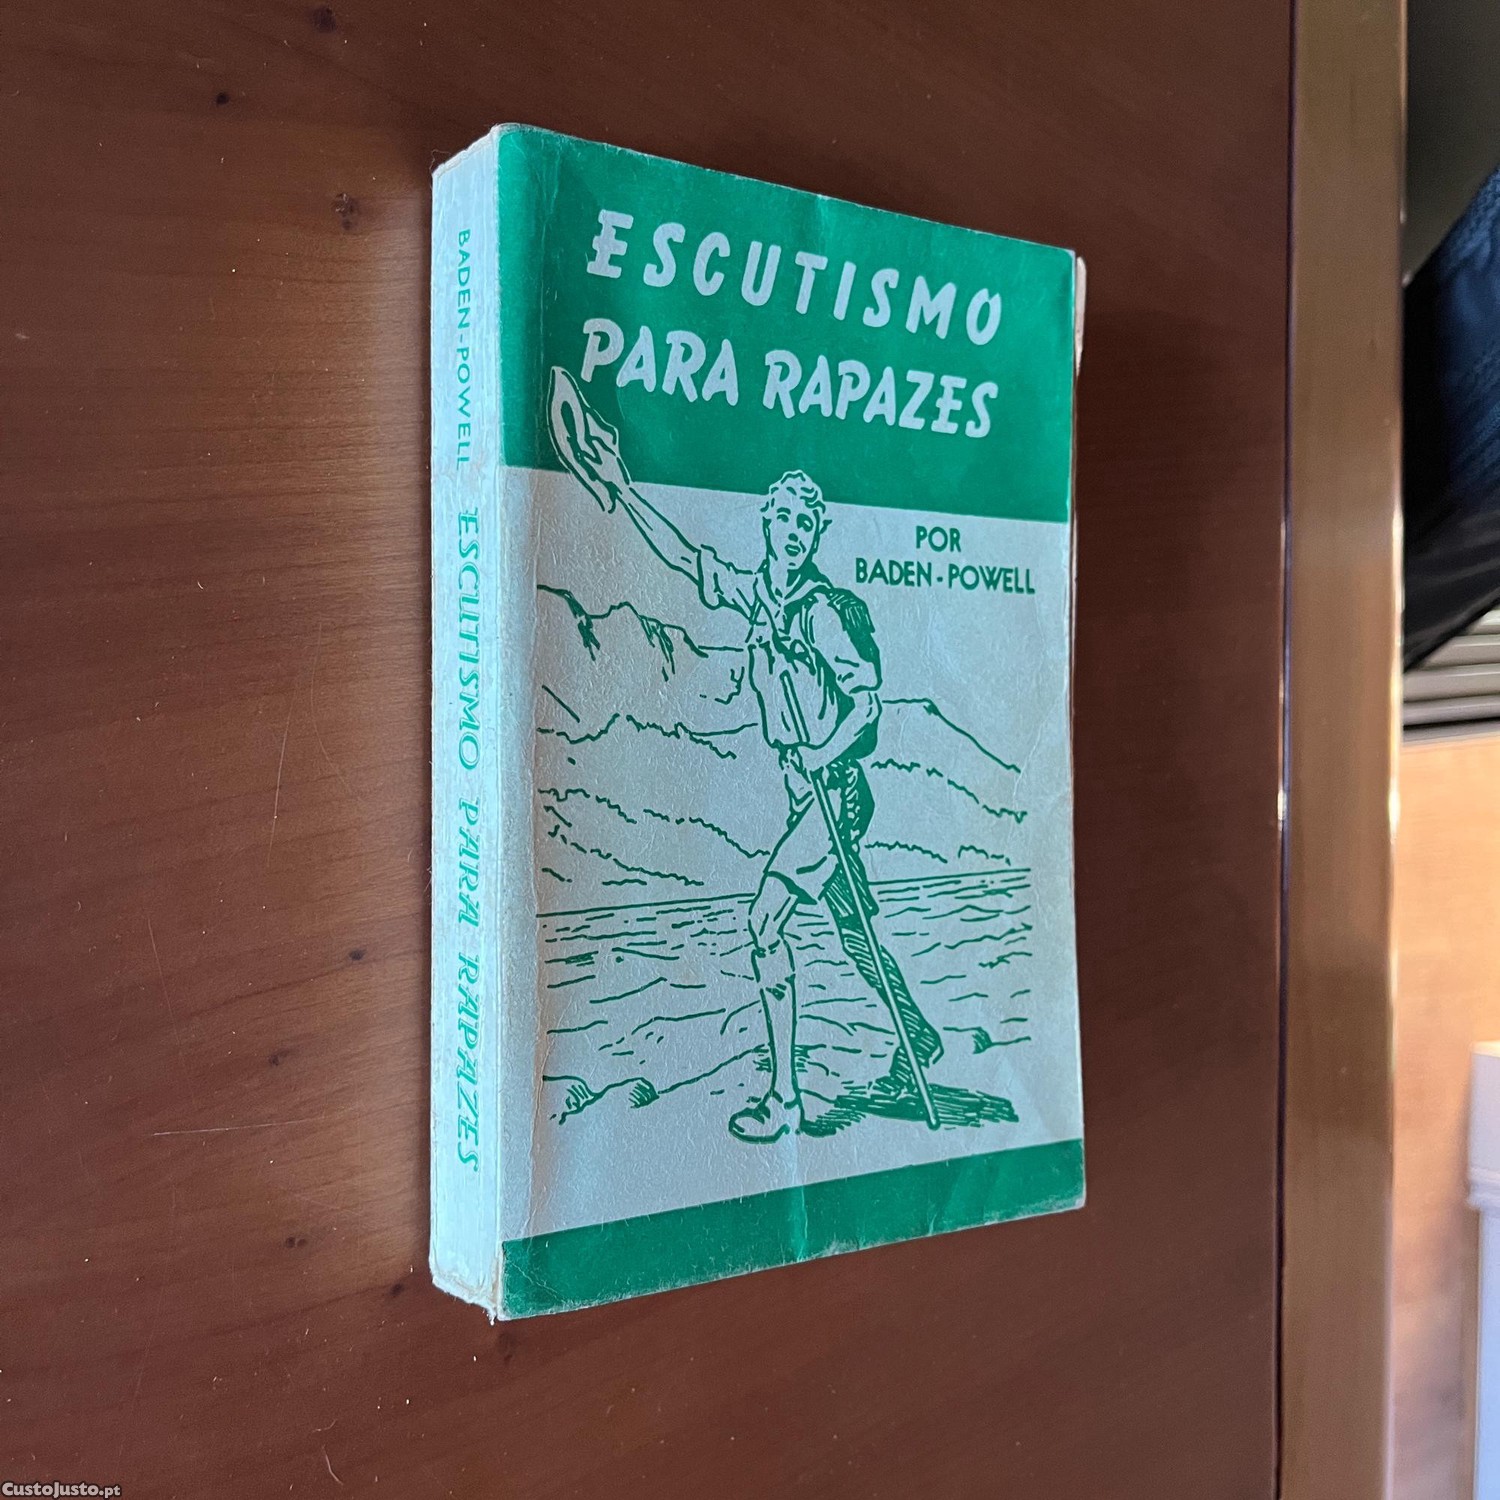 ESCUTISMO
PARA RAPAZES
POR
BADEN-POWELL
BADEN-POWELL ESCUTISMO PARA RAPAZES
CustoJusto.pt